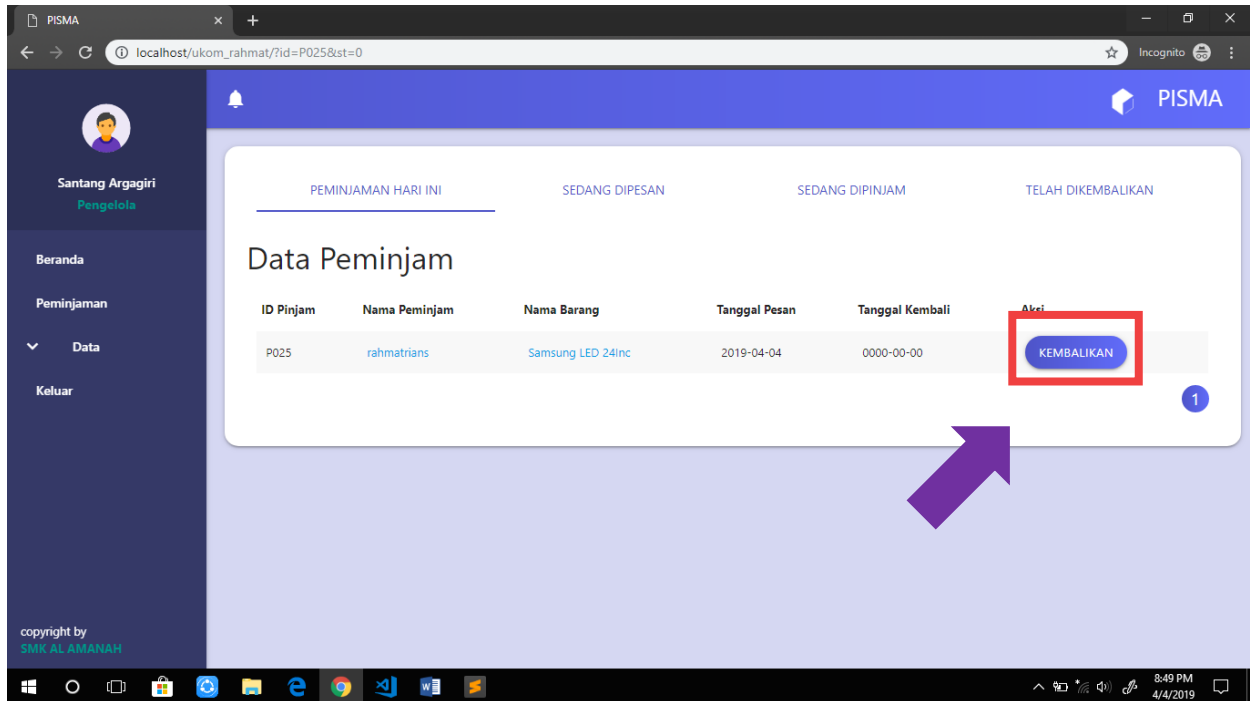 PISMA
localhost/ukom_rahmat/?id=P025&st=0
Incognito
PISMA
Santang Argagiri
Pengelola
Beranda
Peminjaman
Data
Keluar
copyright by
SMK AL AMANAH
PEMINJAMAN HARI INI SEDANG DIPESAN SEDANG DIPINJAM TELAH DIKEMBALIKAN
Data Peminjam
ID Pinjam Nama Peminjam Nama Barang Tanggal Pesan Tanggal Kembali Aksi
P025 rahmatrians Samsung LED 24Inc 2019-04-04 0000-00-00 KEMBALIKAN
1
8:49 PM
4/4/2019